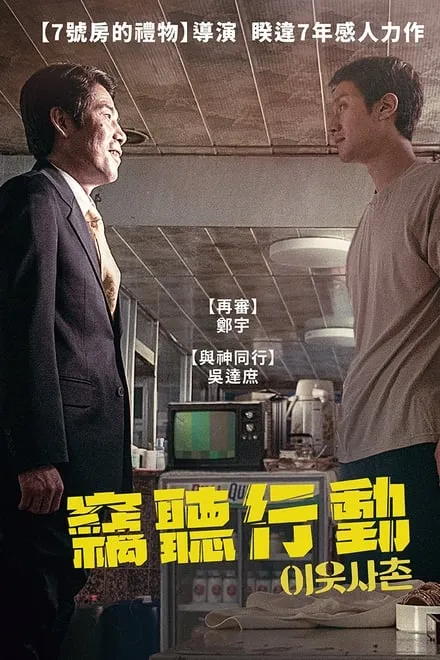 【7號房的禮物】導演 睽違7年感人力作
【再審】
鄭宇
【與神同行】
吳達庶
竊聽行動
이웃사촌